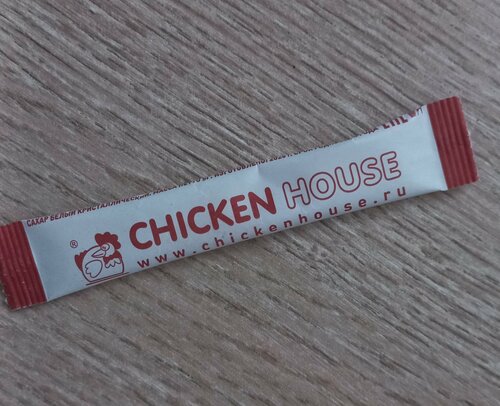 САХАР БЕЛЫЙ КРИСТАЛЛИЧЕСКИЙ
CHICKEN HOUSE
®
www.chickenhouse.ru